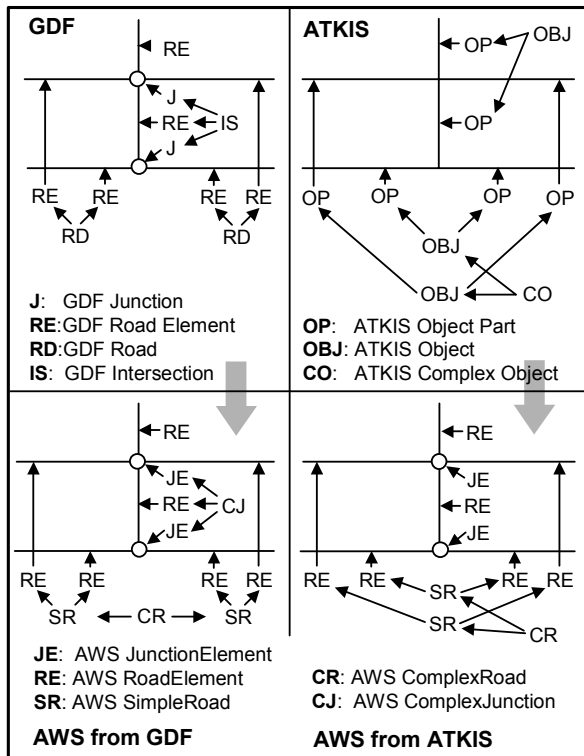 GDF
RE
J
RE IS
J
RE RE RE RE
RD RD
J: GDF Junction
RE:GDF Road Element
RD:GDF Road
IS: GDF Intersection
ATKIS
OP OBJ
OP
OP OP OP OP
OBJ
OBJ CO
OP: ATKIS Object Part
OBJ: ATKIS Object
CO: ATKIS Complex Object
RE
JE
RE CJ
JE
RE RE RE RE
SR CR SR
JE: AWS JunctionElement
RE: AWS RoadElement
SR: AWS SimpleRoad
AWS from GDF
RE
JE
RE
JE
RE RE RE RE
SR
SR
CR
CR: AWS ComplexRoad
CJ: AWS ComplexJunction
AWS from ATKIS